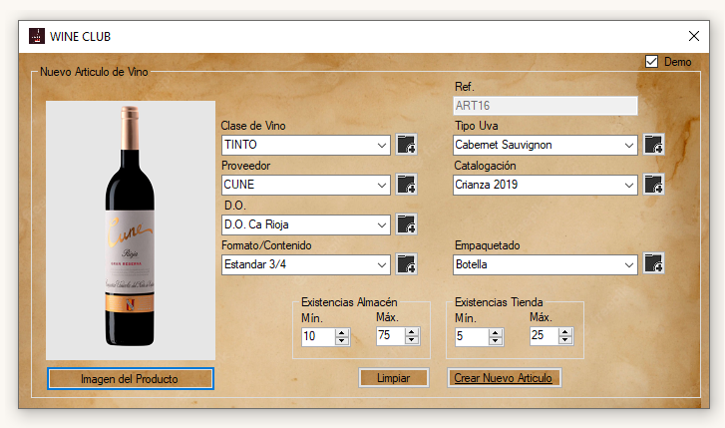 WINE CLUB
Demo
Nuevo Articulo de Vino
Ref.
ART16
Clase de Vino
TINTO
Tipo Uva
Cabernet Sauvignon
Proveedor
CUNE
Catalogación
Crianza 2019
D.O.
D.O. Ca Rioja
Formato/Contenido
Estandar 3/4
Empaquetado
Botella
Cune
Rioja
GRAN RESERVA
Existencias Almacén
Mín.
10
Máx.
75
Existencias Tienda
Mín.
5
Máx.
25
Imagen del Producto
Limpiar
Crear Nuevo Articulo